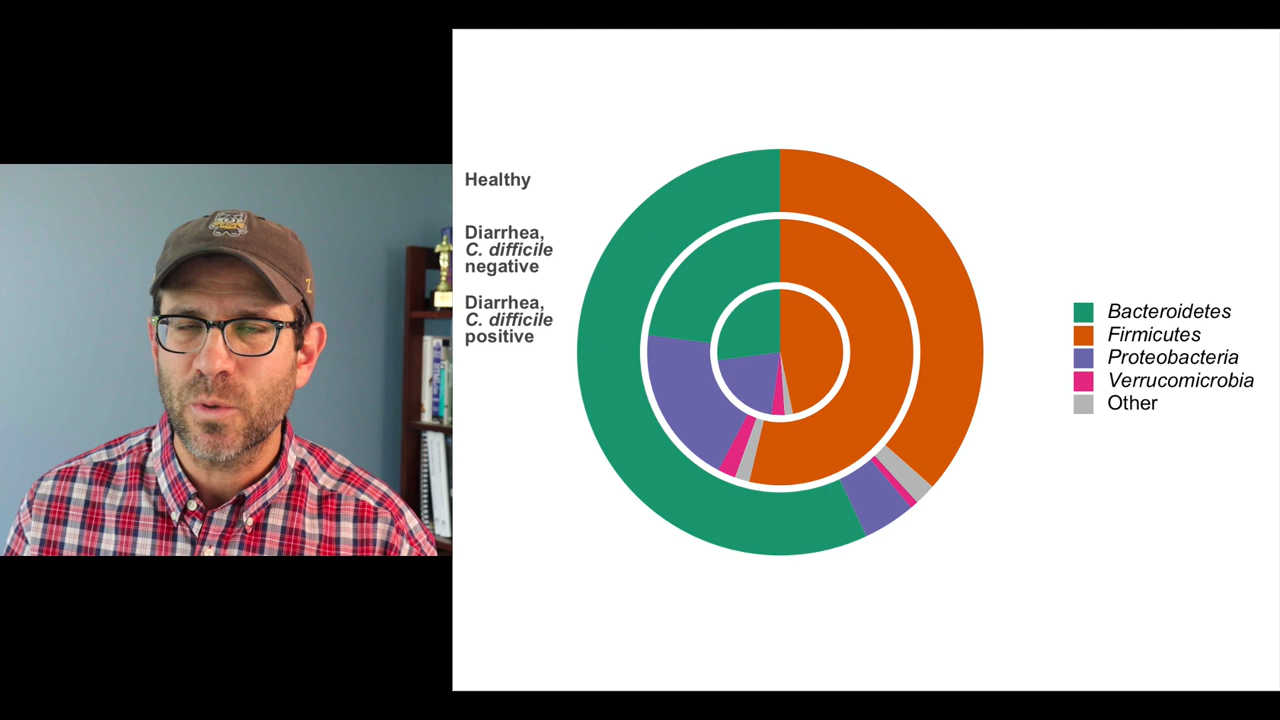 Healthy
Diarrhea,
C. difficile
negative
Diarrhea,
C. difficile
positive
Bacteroidetes
Firmicutes
Proteobacteria
Verrucomicrobia
Other
Z